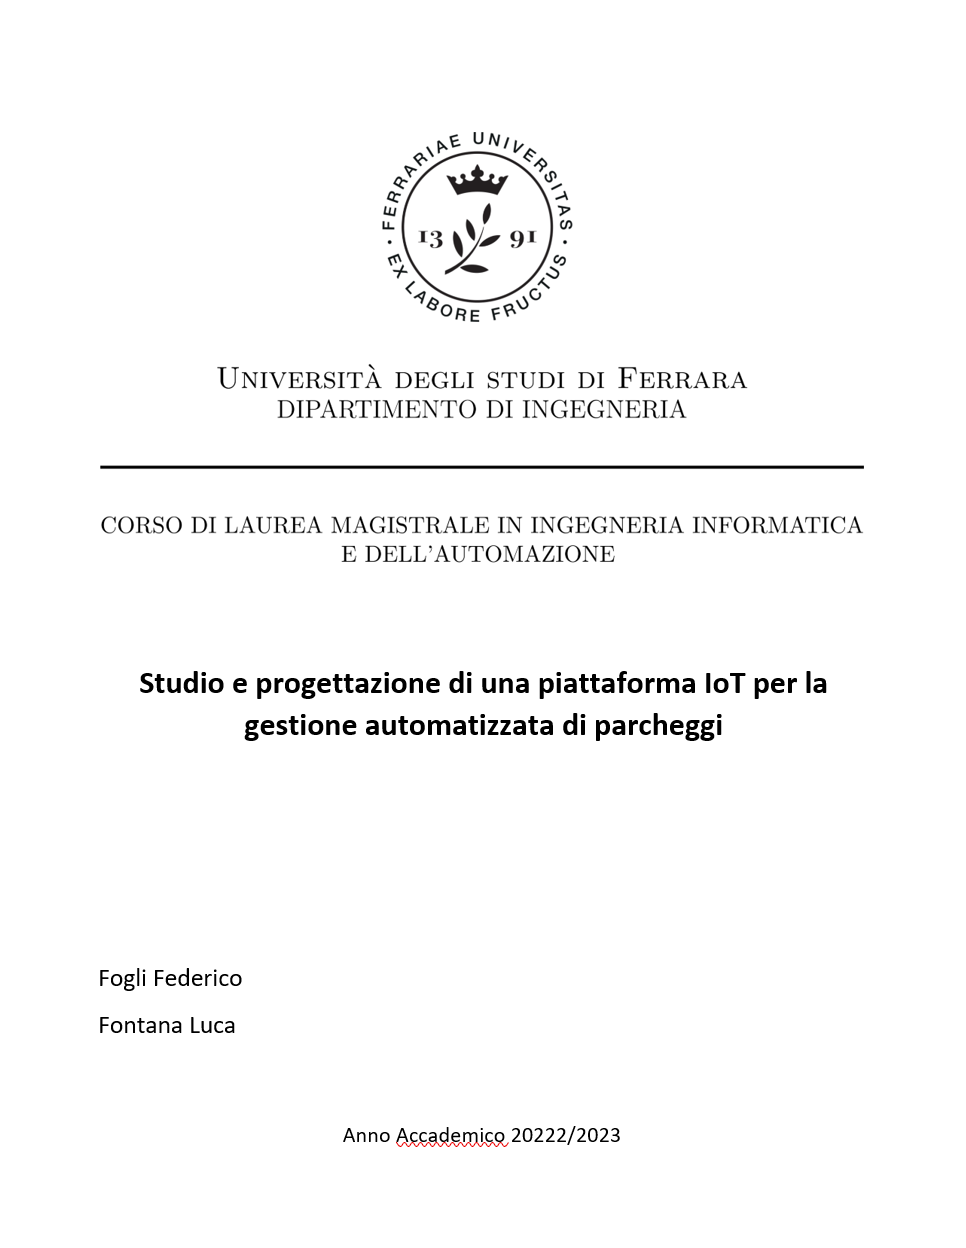 FERRARIAE UNIVERSITAS
13 91
· EX LABORE FRUCTUS ·
Università degli studi di Ferrara
DIPARTIMENTO DI INGEGNERIA
CORSO DI LAUREA MAGISTRALE IN INGEGNERIA INFORMATICA
E DELL'AUTOMAZIONE
Studio e progettazione di una piattaforma IoT per la
gestione automatizzata di parcheggi
Fogli Federico
Fontana Luca
Anno Accademico 20222/2023